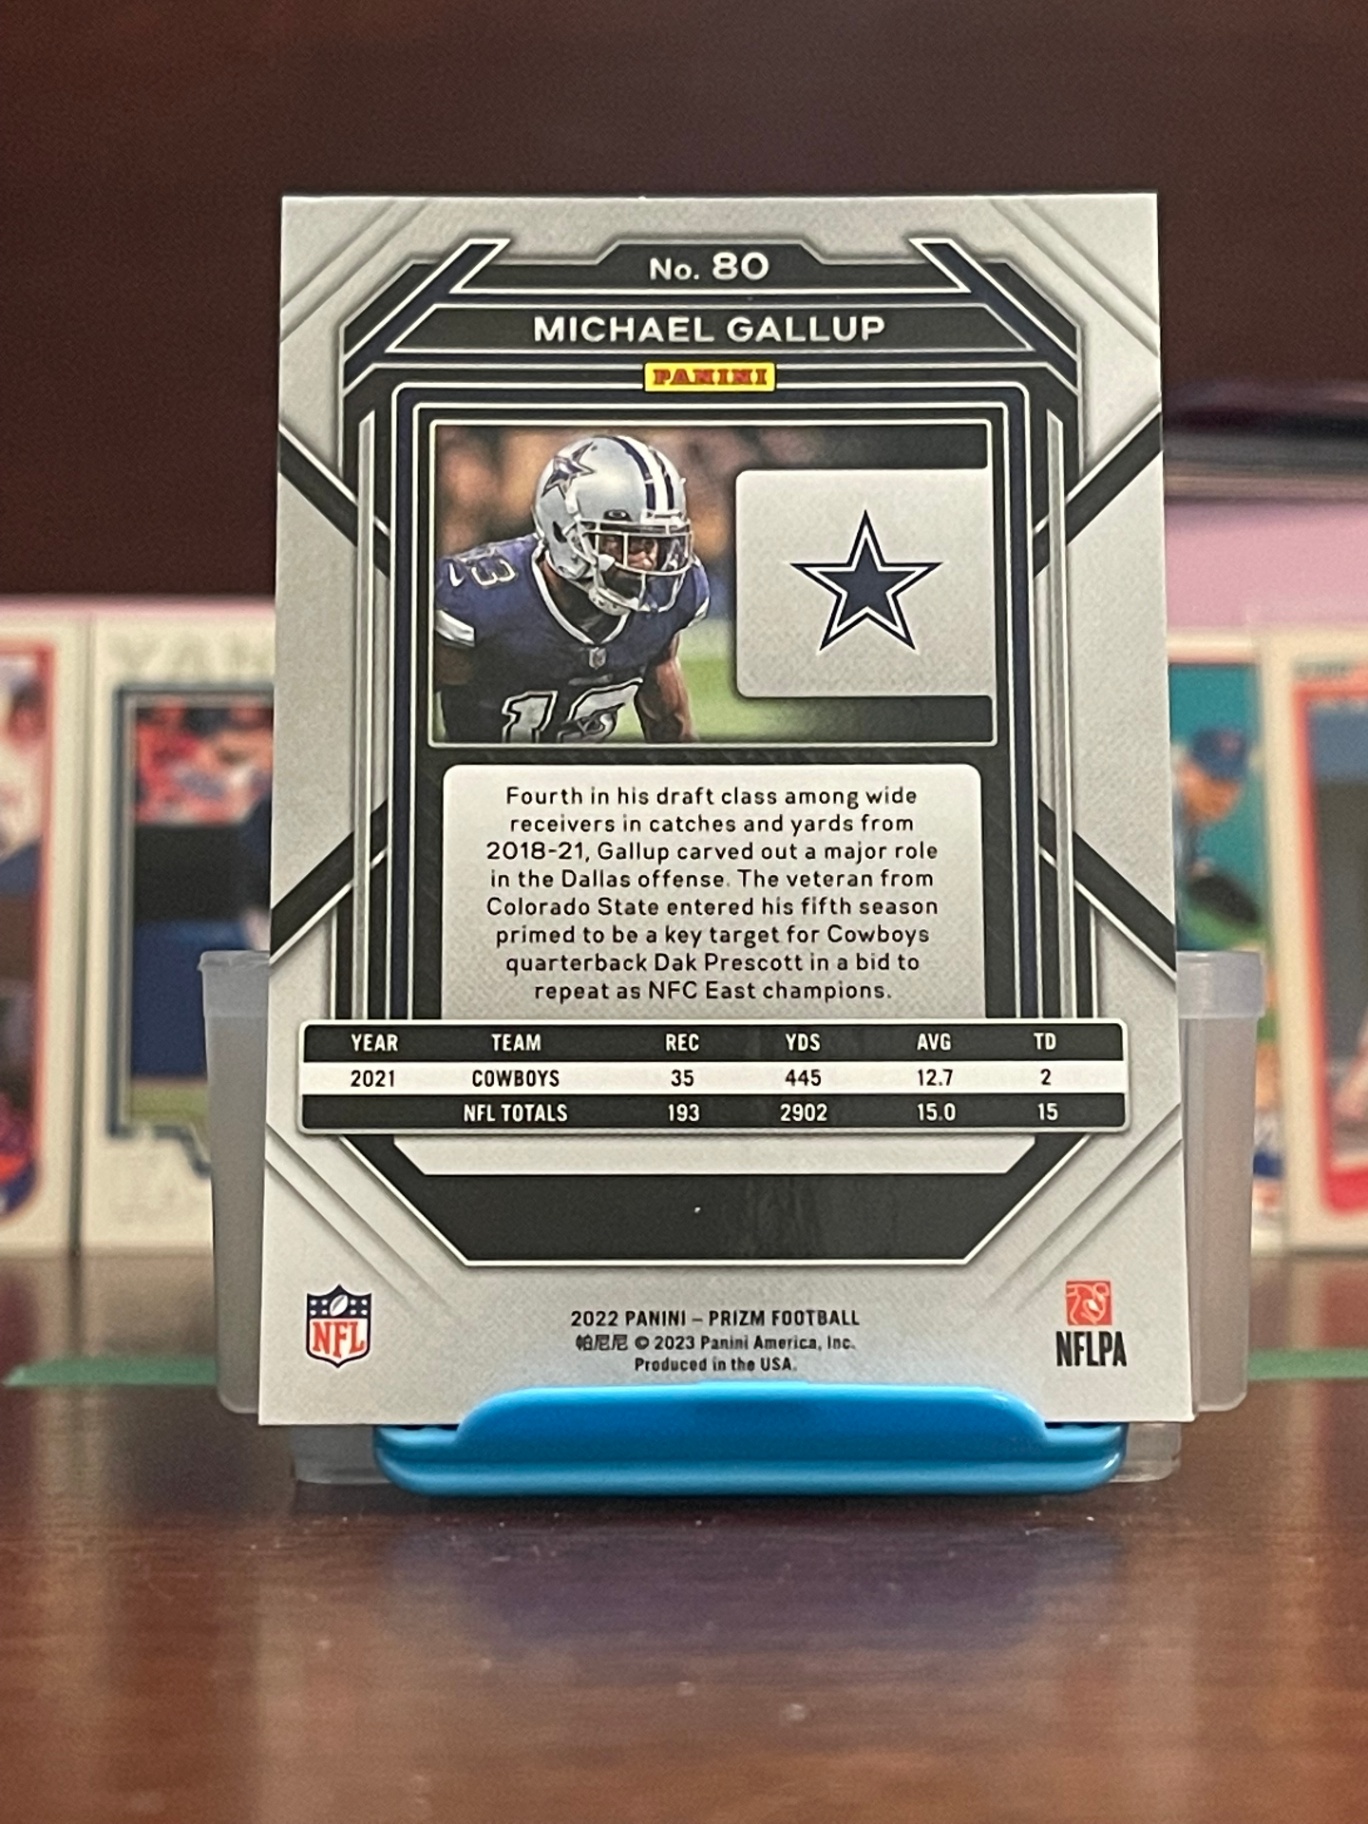 No. 80
MICHAEL GALLUP
PANINI
13
13
Fourth in his draft class among wide
receivers in catches and yards from
2018-21, Gallup carved out a major role
in the Dallas offense. The veteran from
Colorado State entered his fifth season
primed to be a key target for Cowboys
quarterback Dak Prescott in a bid to
repeat as NFC East champions.
YEAR TEAM REC YDS AVG TD
2021 COWBOYS 35 445 12.7 2
NFL TOTALS 193 2902 15.0 15
NFL
2022 PANINI – PRIZM FOOTBALL
帕尼尼 © 2023 Panini America, Inc.
Produced in the USA.
NFLPA